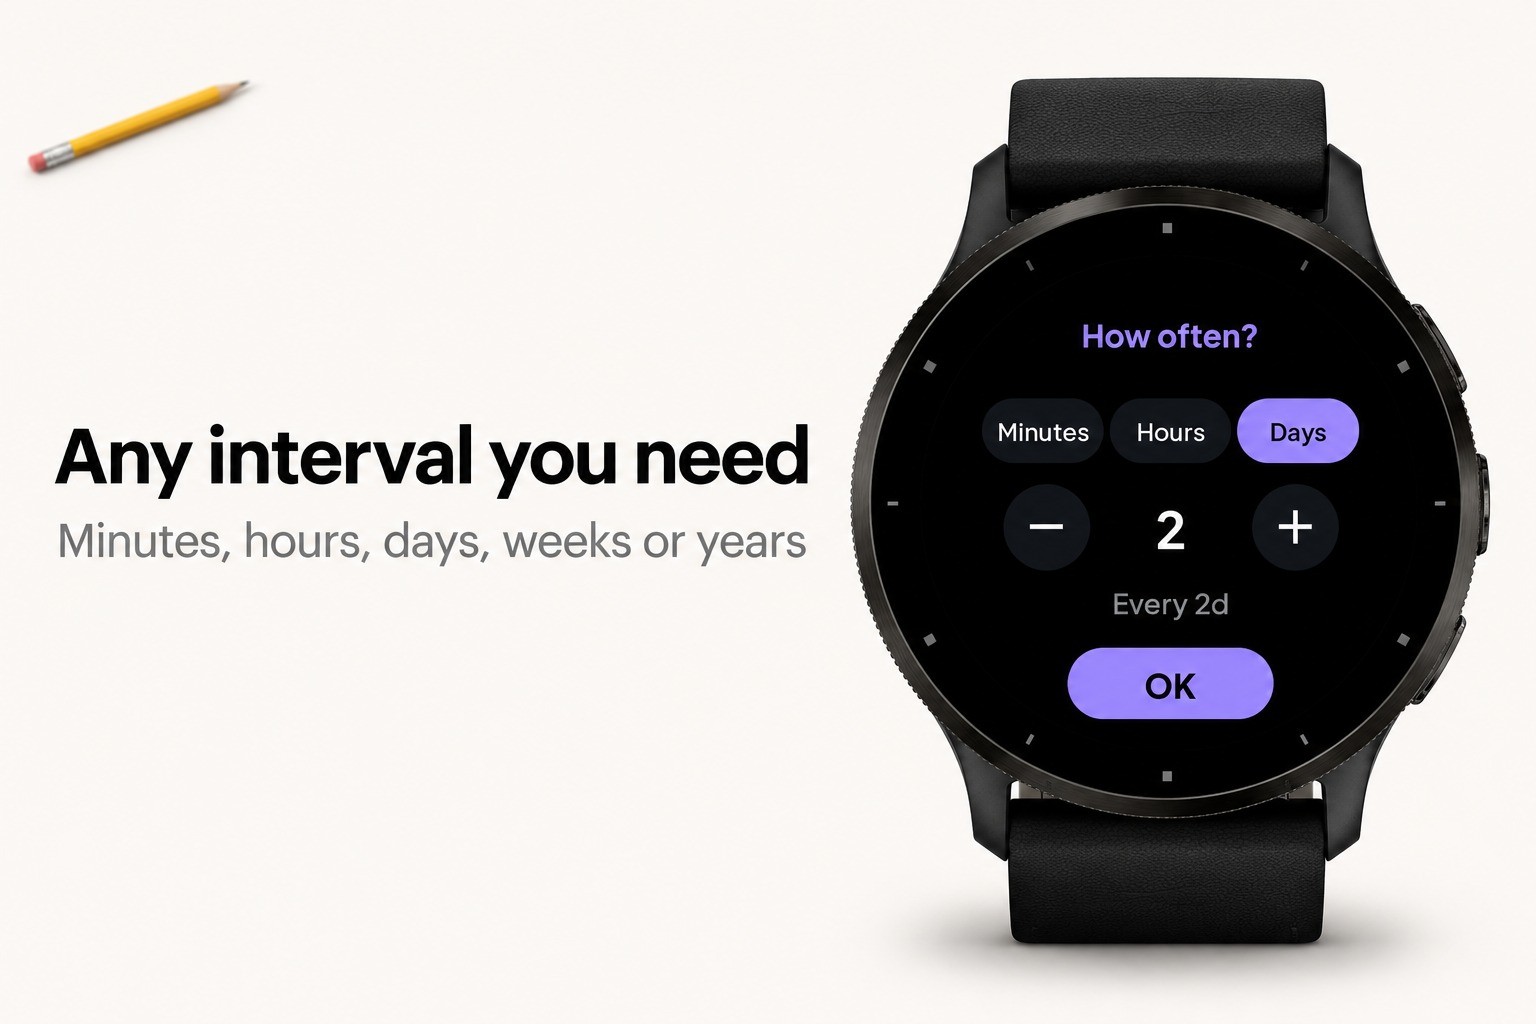 Any interval you need
Minutes, hours, days, weeks or years
How often?
Minutes Hours Days
− 2 +
Every 2d
OK